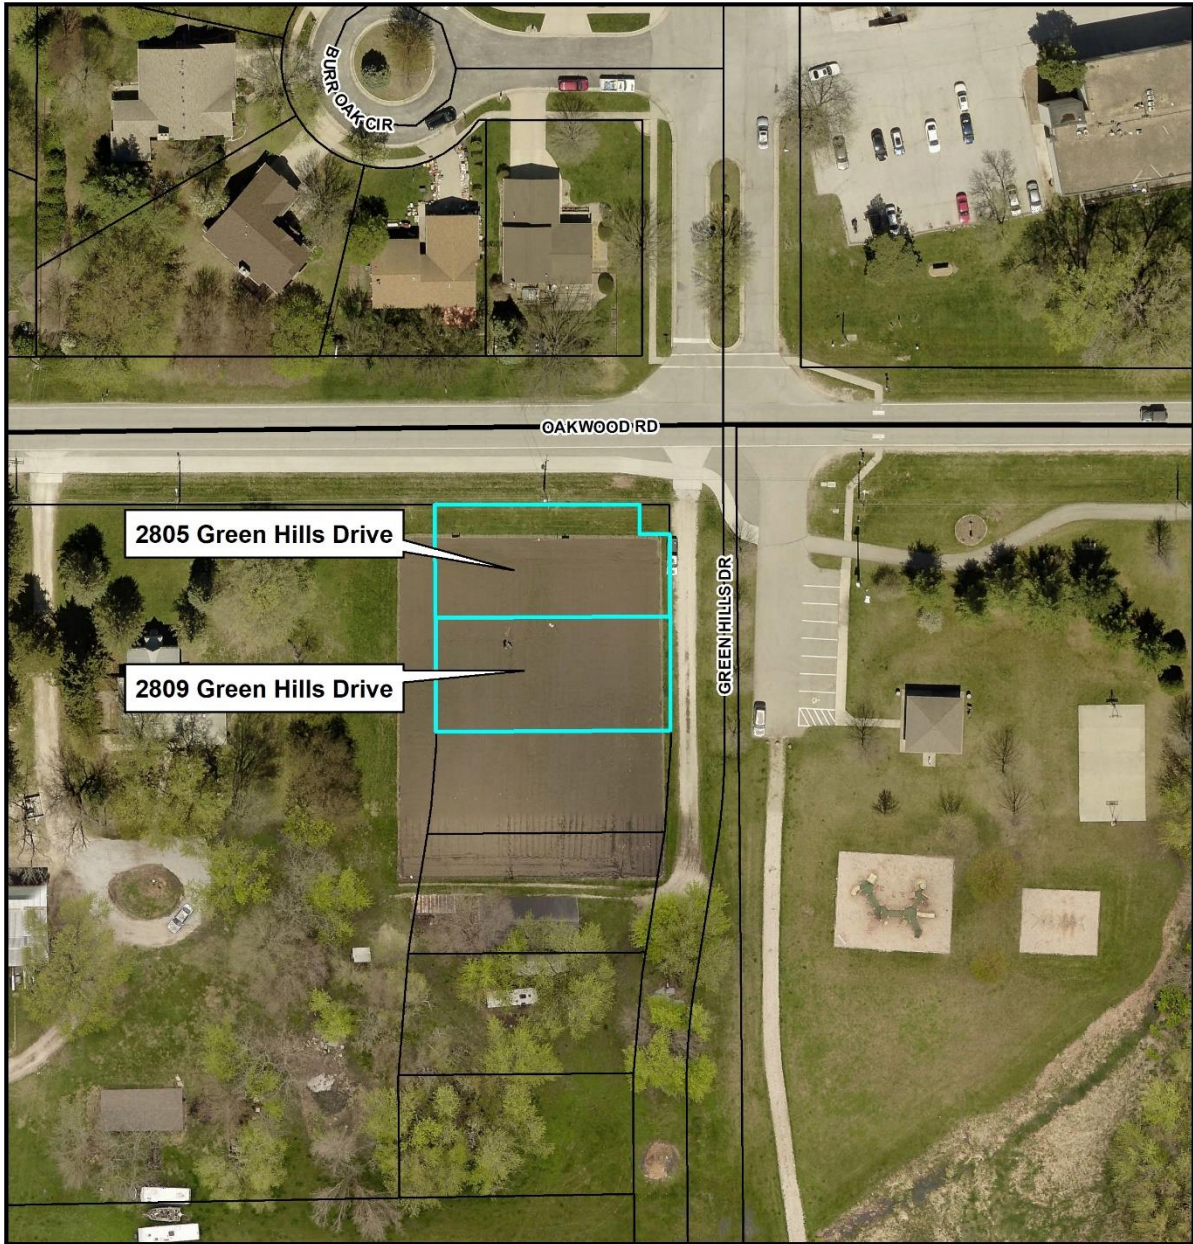 BURR OAK CIR
OAKWOOD RD
2805 Green Hills Drive
GREEN HILLS DR
2809 Green Hills Drive